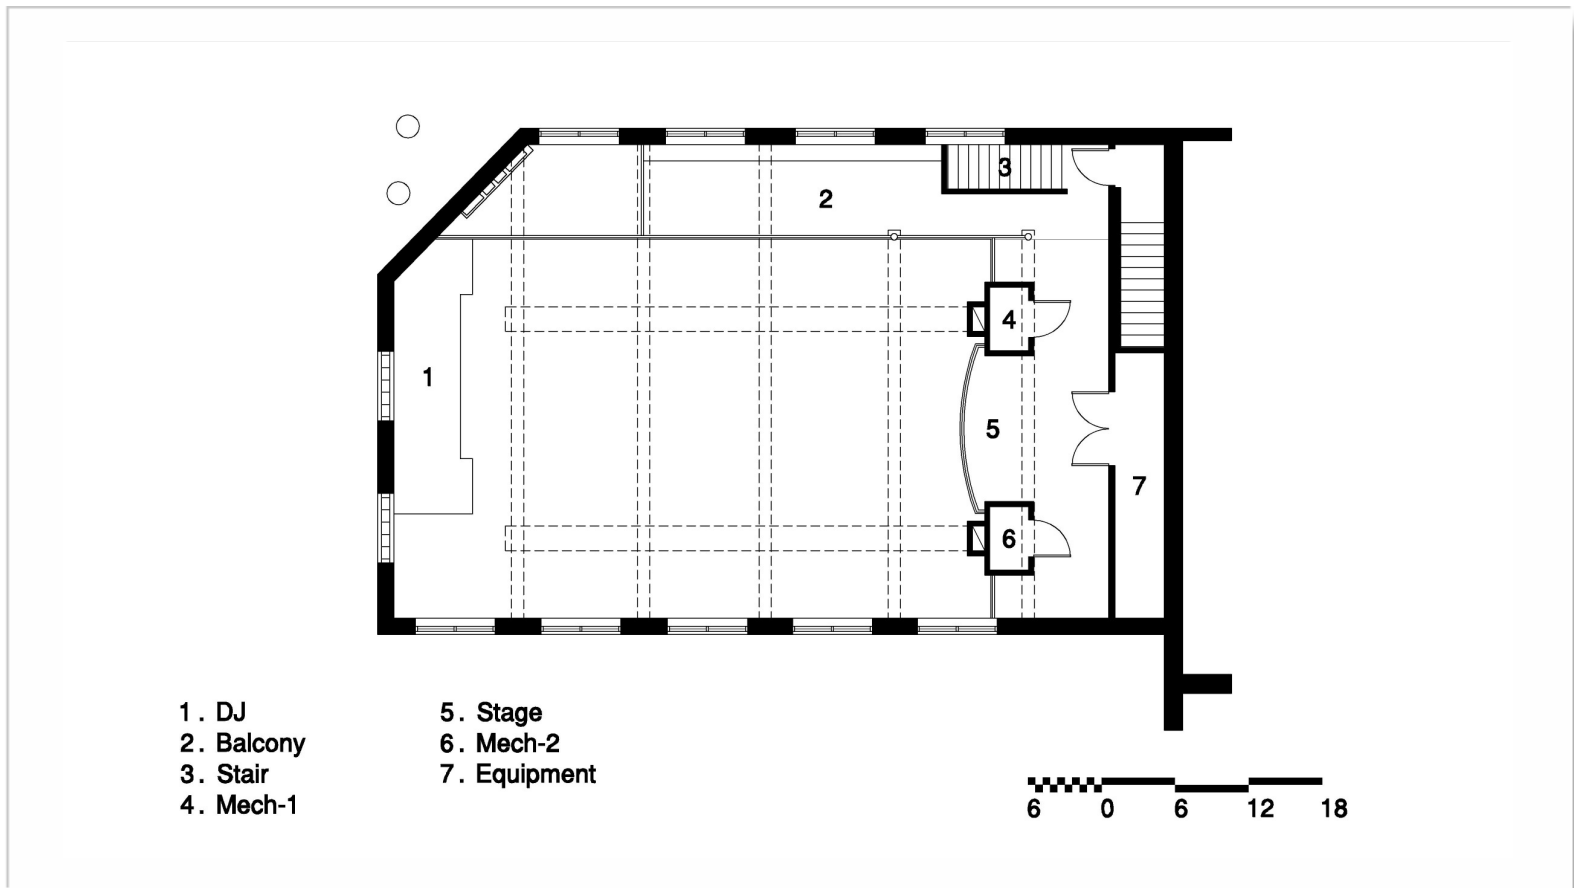 3
2
4
1
5
7
6
1. DJ
2. Balcony
3. Stair
4. Mech-1
5. Stage
6. Mech-2
7. Equipment
6 0 6 12 18